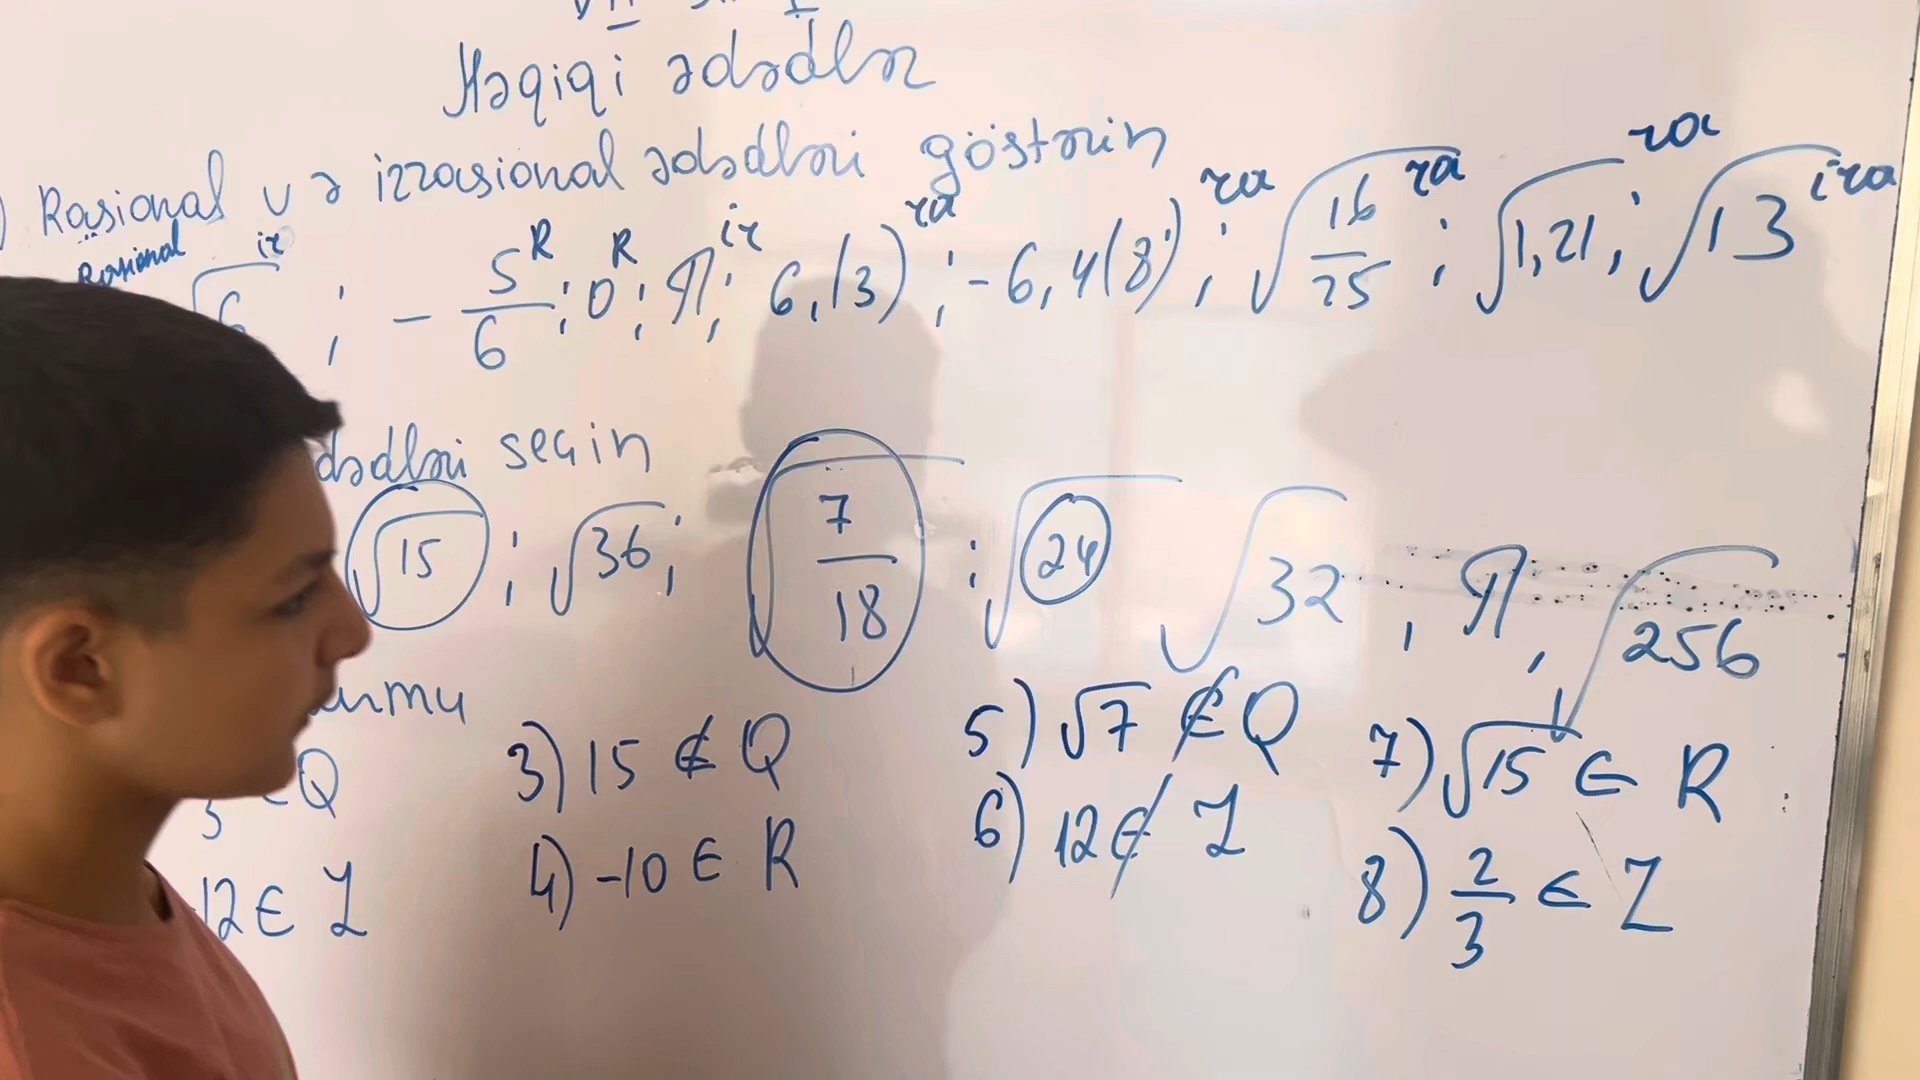 Həqiqi ədədlər
) Rasional və irrasional ədədləri göstərin
Rasional ir R R ir ra ra ra ra ira
√6 ; - 5/6 ; 0 ; π ; 6,(3) ; -6,4(8) ; √16/25 ; √1,21 ; √13
seçin
√15 ; √36 ; √7/18 ; √24 √32 , π , √256
3) 15 ∉ Q
5) √7 ∉ Q
7) √15 ∈ R
Q
12 ∈ Z
4) -10 ∈ R
6) 12 ∉ Z
8) 2/3 ∈ Z